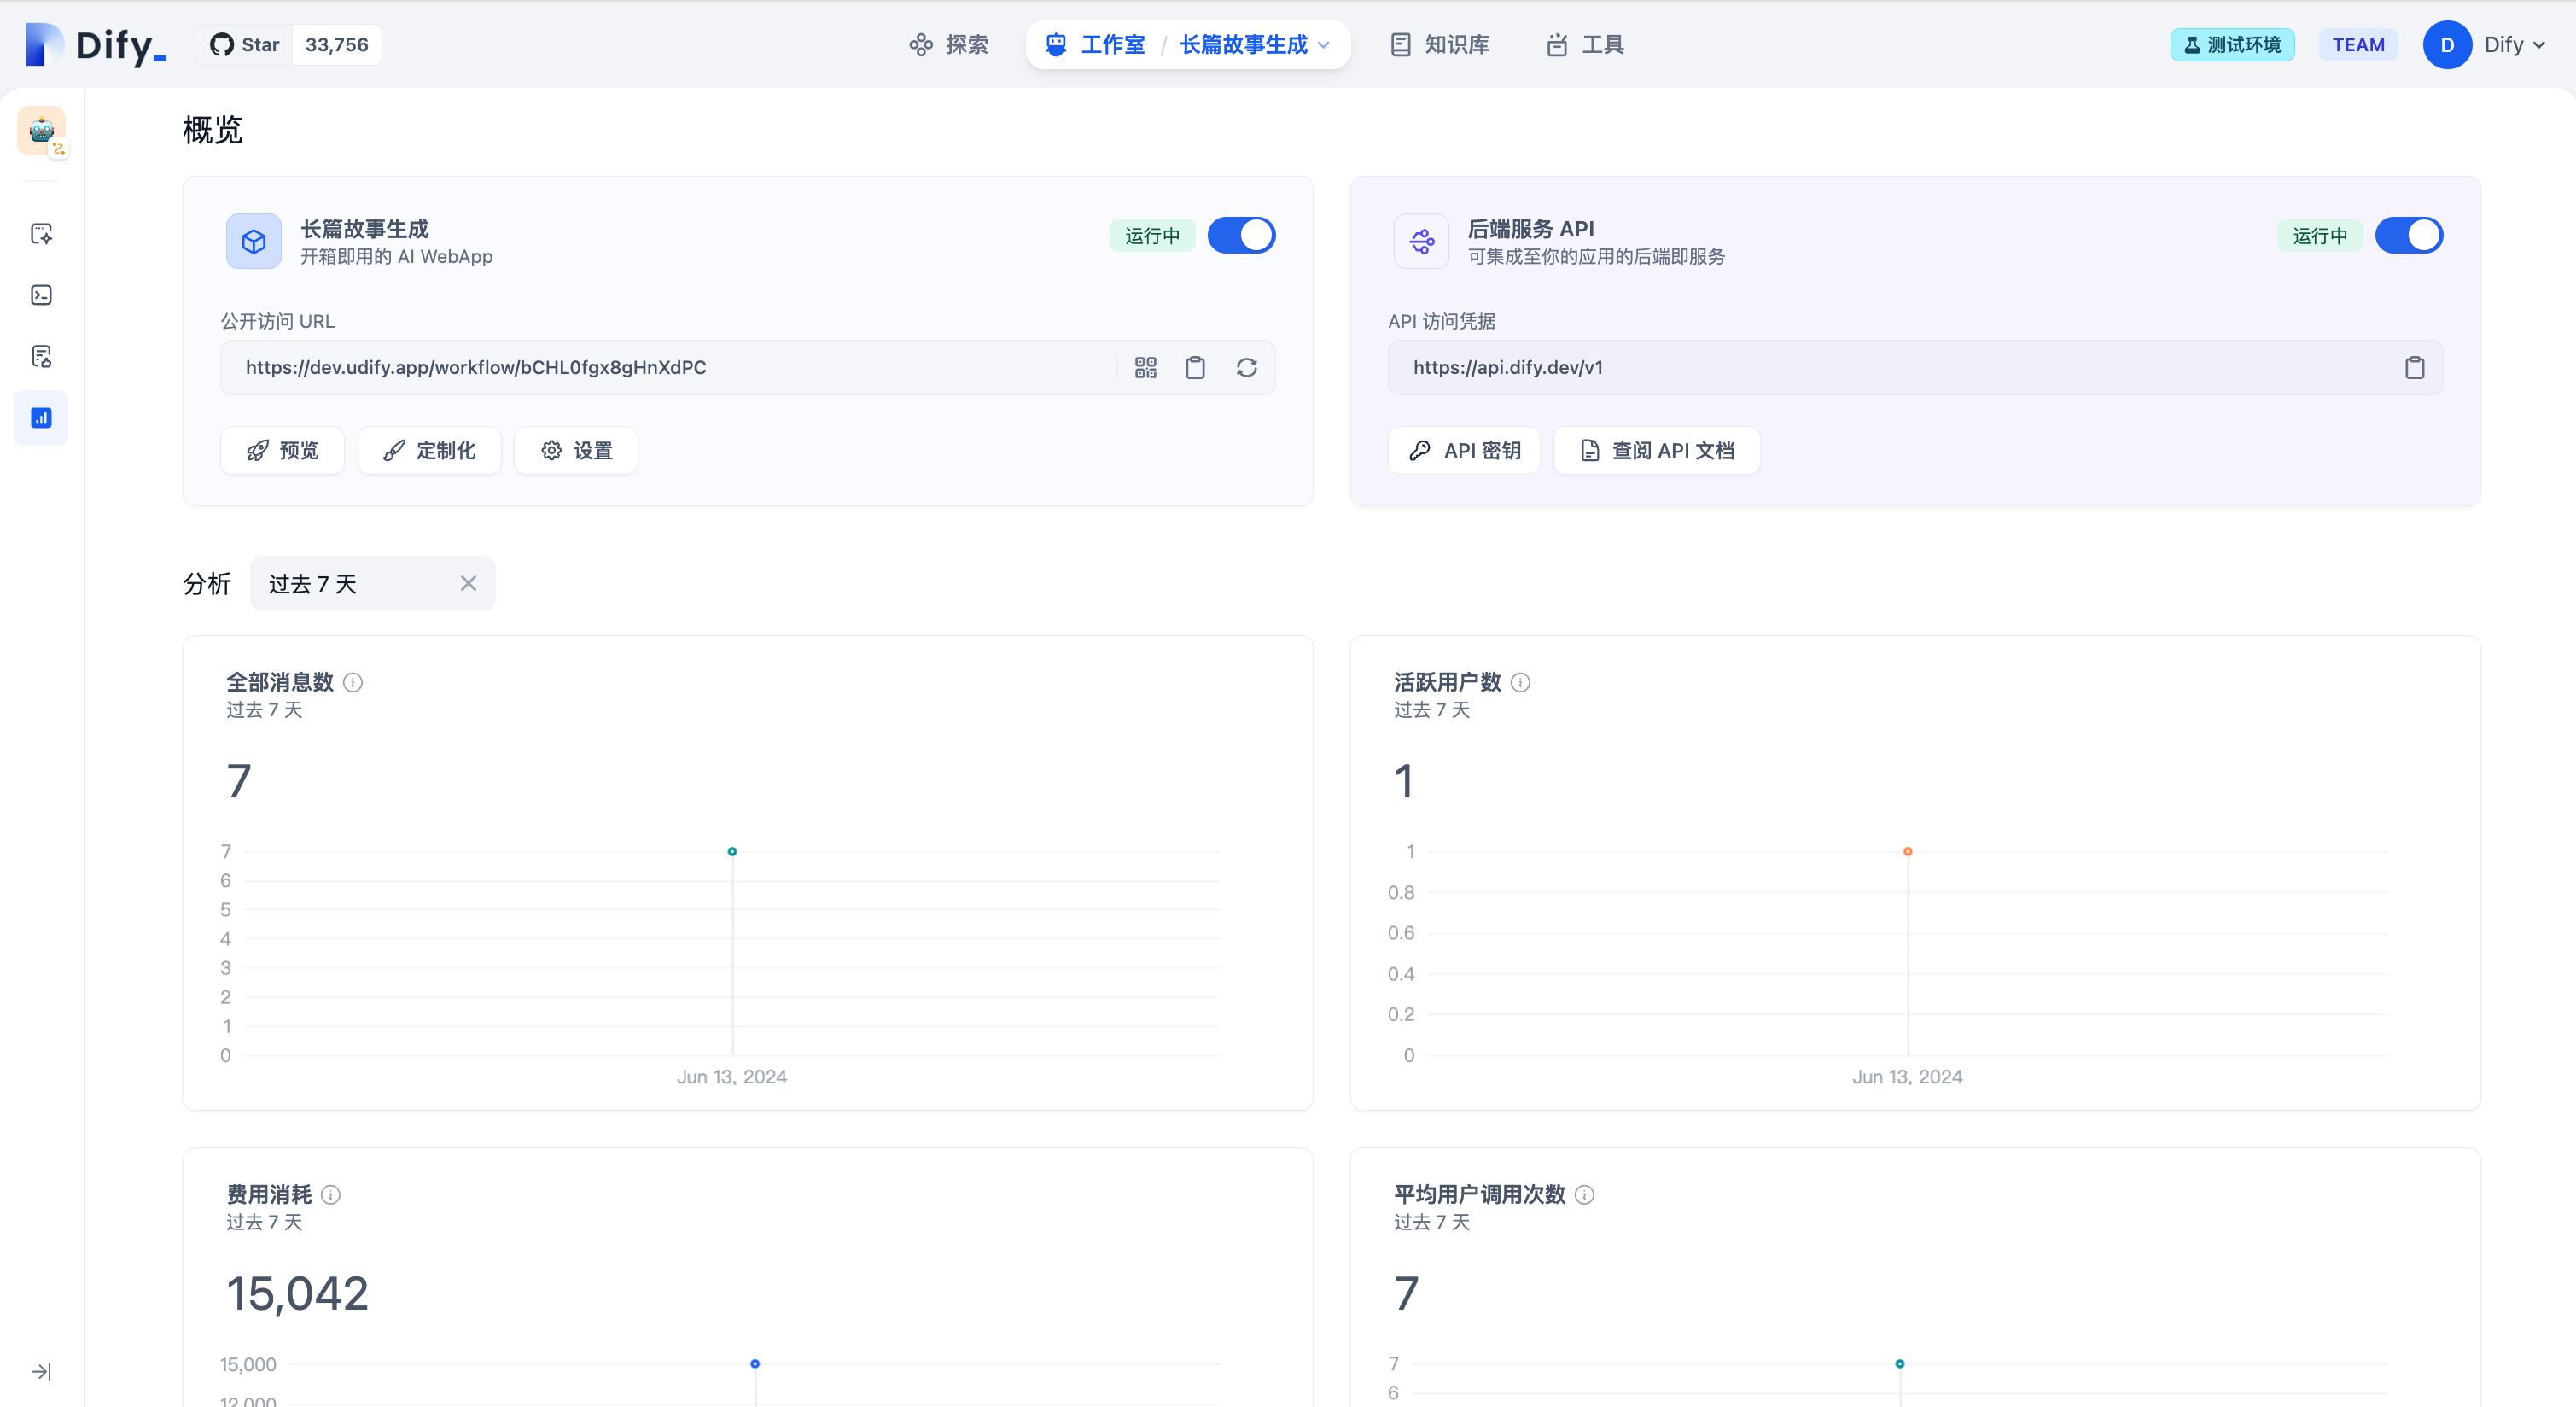 Dify_
Star 33,756
探索
工作室 / 长篇故事生成
知识库
工具
测试环境
TEAM
D
Dify
概览
长篇故事生成
开箱即用的 AI WebApp
运行中
公开访问 URL
https://dev.udify.app/workflow/bCHL0fgx8gHnXdPC
预览
定制化
设置
后端服务 API
可集成至你的应用的后端即服务
运行中
API 访问凭据
https://api.dify.dev/v1
API 密钥
查阅 API 文档
分析
过去 7 天
全部消息数
过去 7 天
7
7
6
5
4
3
2
1
0
Jun 13, 2024
活跃用户数
过去 7 天
1
1
0.8
0.6
0.4
0.2
0
Jun 13, 2024
费用消耗
过去 7 天
15,042
15,000
12,000
平均用户调用次数
过去 7 天
7
7
6